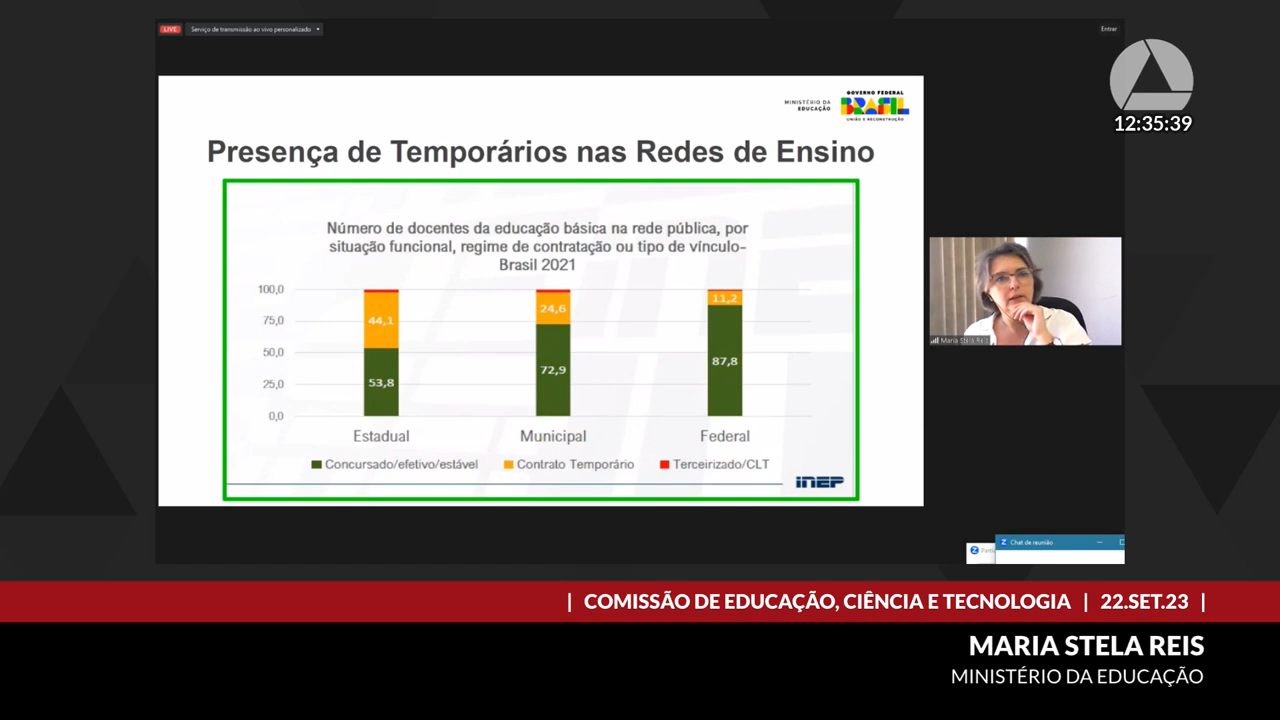 LIVE
Serviço de transmissão ao vivo personalizado
Entrar
MINISTÉRIO DA
EDUCAÇÃO
GOVERNO FEDERAL
BRASIL
UNIÃO E RECONSTRUÇÃO
12:35:39
Presença de Temporários nas Redes de Ensino
Número de docentes da educação básica na rede pública, por
situação funcional, regime de contratação ou tipo de vínculo-
Brasil 2021
100,0
75,0
50,0
25,0
0,0
44,1
53,8
24,6
72,9
11,2
87,8
Estadual
Municipal
Federal
Concursado/efetivo/estável
Contrato Temporário
Terceirizado/CLT
INEP
Maria Stela Reis
Chat de reunião
| COMISSÃO DE EDUCAÇÃO, CIÊNCIA E TECNOLOGIA | 22.SET.23 |
MARIA STELA REIS
MINISTÉRIO DA EDUCAÇÃO